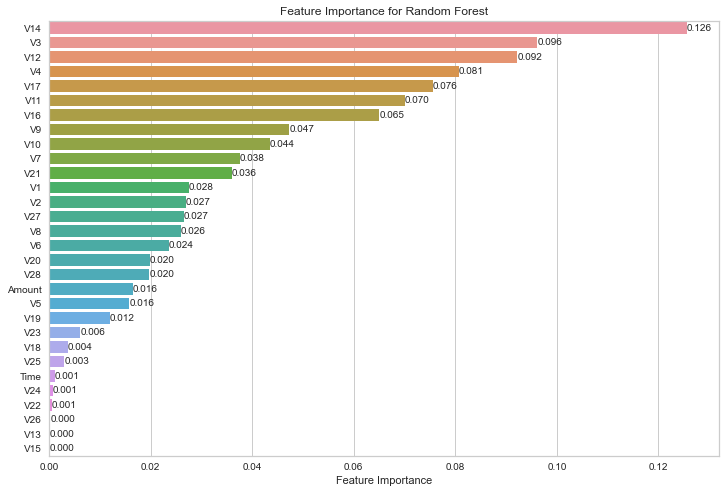 Feature Importance for Random Forest
V14 0.126
V3 0.096
V12 0.092
V4 0.081
V17 0.076
V11 0.070
V16 0.065
V9 0.047
V10 0.044
V7 0.038
V21 0.036
V1 0.028
V2 0.027
V27 0.027
V8 0.026
V6 0.024
V20 0.020
V28 0.020
Amount 0.016
V5 0.016
V19 0.012
V23 0.006
V18 0.004
V25 0.003
Time 0.001
V24 0.001
V22 0.001
V26 0.000
V13 0.000
V15 0.000
0.00 0.02 0.04 0.06 0.08 0.10 0.12
Feature Importance